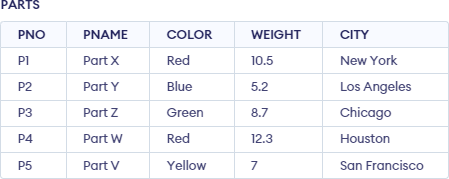 PARTS
PNO PNAME COLOR WEIGHT CITY
P1 Part X Red 10.5 New York
P2 Part Y Blue 5.2 Los Angeles
P3 Part Z Green 8.7 Chicago
P4 Part W Red 12.3 Houston
P5 Part V Yellow 7 San Francisco